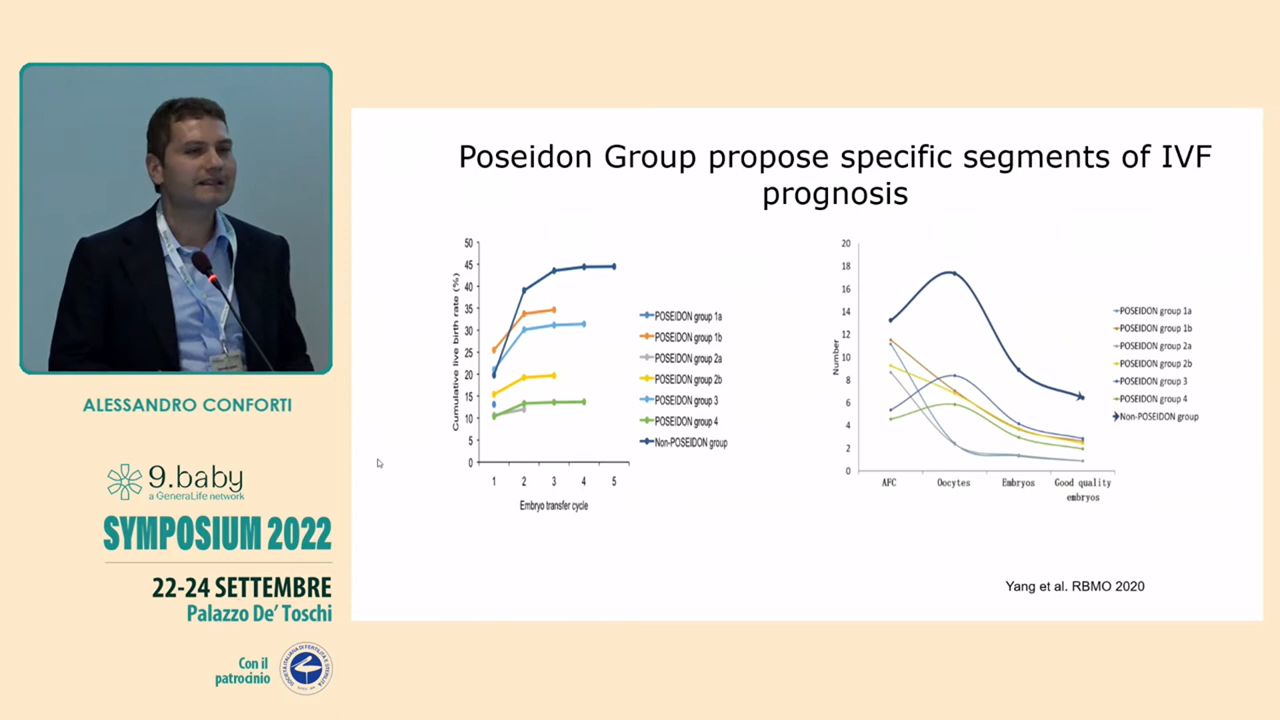 Poseidon Group propose specific segments of IVF
prognosis
50
45
40
35
30
25
20
15
10
5
0
Cumulative live birth rate (%)
1 2 3 4 5
Embryo transfer cycle
POSEIDON group 1a
POSEIDON group 1b
POSEIDON group 2a
POSEIDON group 2b
POSEIDON group 3
POSEIDON group 4
Non-POSEIDON group
20
18
16
14
12
10
8
6
4
2
0
Number
AFC Oocytes Embryos Good quality
embryos
POSEIDON group 1a
POSEIDON group 1b
POSEIDON group 2a
POSEIDON group 2b
POSEIDON group 3
POSEIDON group 4
Non-POSEIDON group
Yang et al. RBMO 2020
ALESSANDRO CONFORTI
9.baby
a GeneraLife network
SYMPOSIUM 2022
22-24 SETTEMBRE
Palazzo De' Toschi
Con il
patrocinio